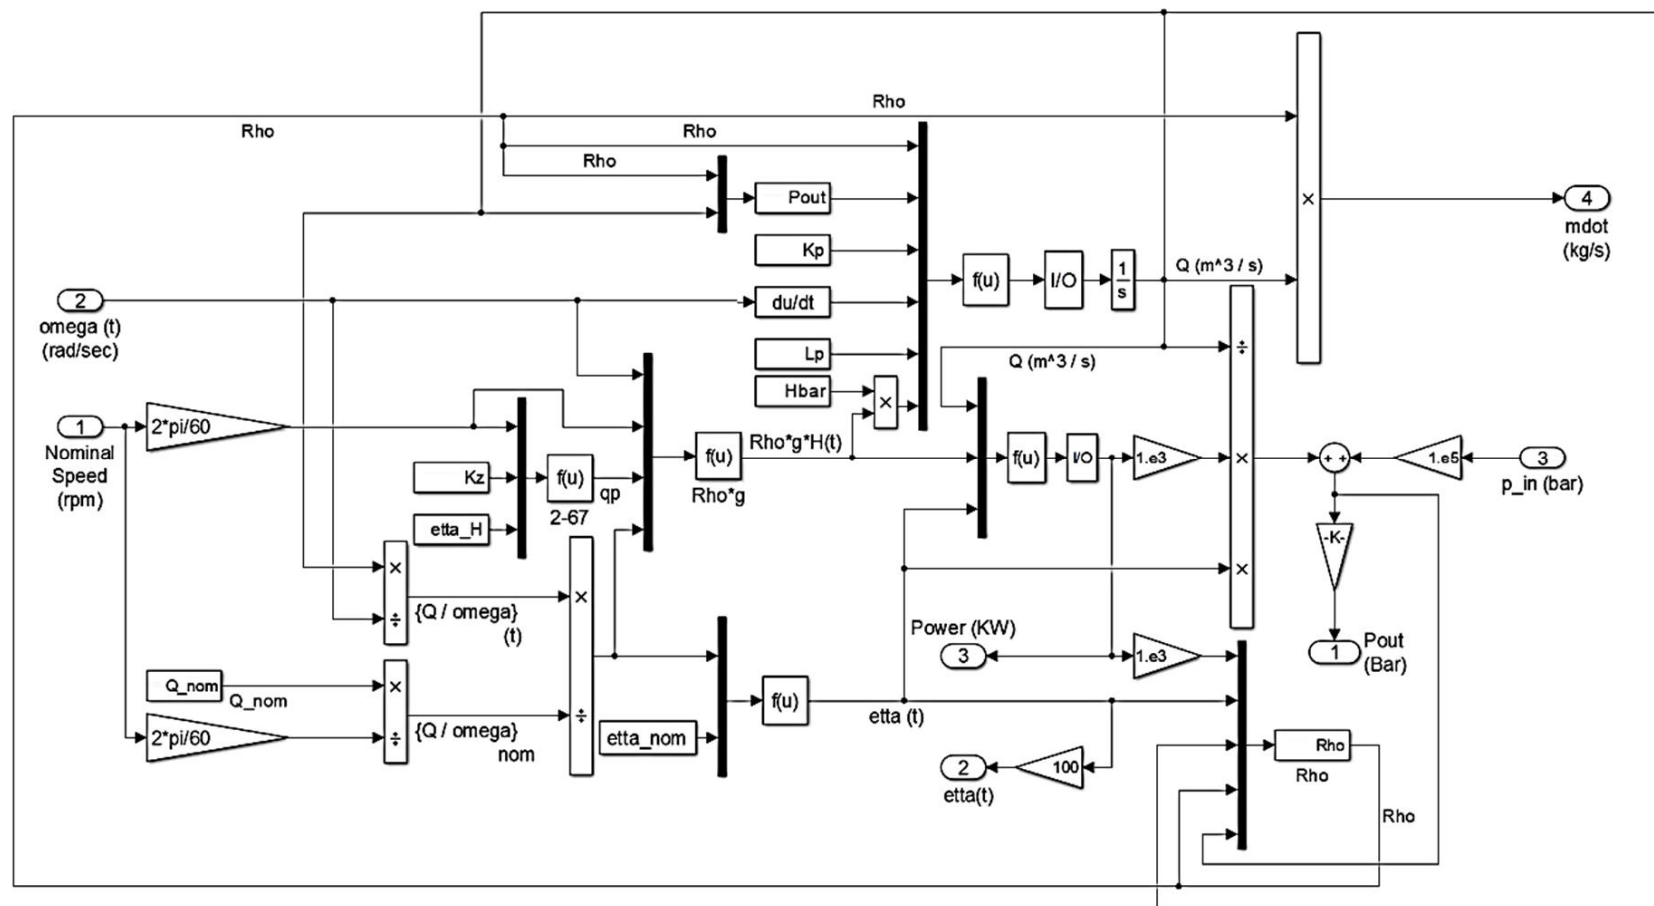 Rho
Rho
Rho
Rho
Pout
Kp
du/dt
Lp
Hbar
×
2
omega (t)
(rad/sec)
1
Nominal
Speed
(rpm)
2*pi/60
Kz
etta_H
f(u)
2-67
qp
f(u)
Rho*g
Rho*g*H(t)
f(u)
I/O
1
s
Q (m^3 / s)
Q (m^3 / s)
×
4
mdot
(kg/s)
÷
×
×
f(u)
I/O
1.e3
+ +
1.e5
3
p_in (bar)
-K-
1
Pout
(Bar)
×
÷
{Q / omega}
(t)
×
÷
Q_nom
Q_nom
2*pi/60
×
÷
{Q / omega}
nom
etta_nom
f(u)
etta (t)
Power (KW)
3
1.e3
2
etta(t)
100
Rho
Rho
Rho